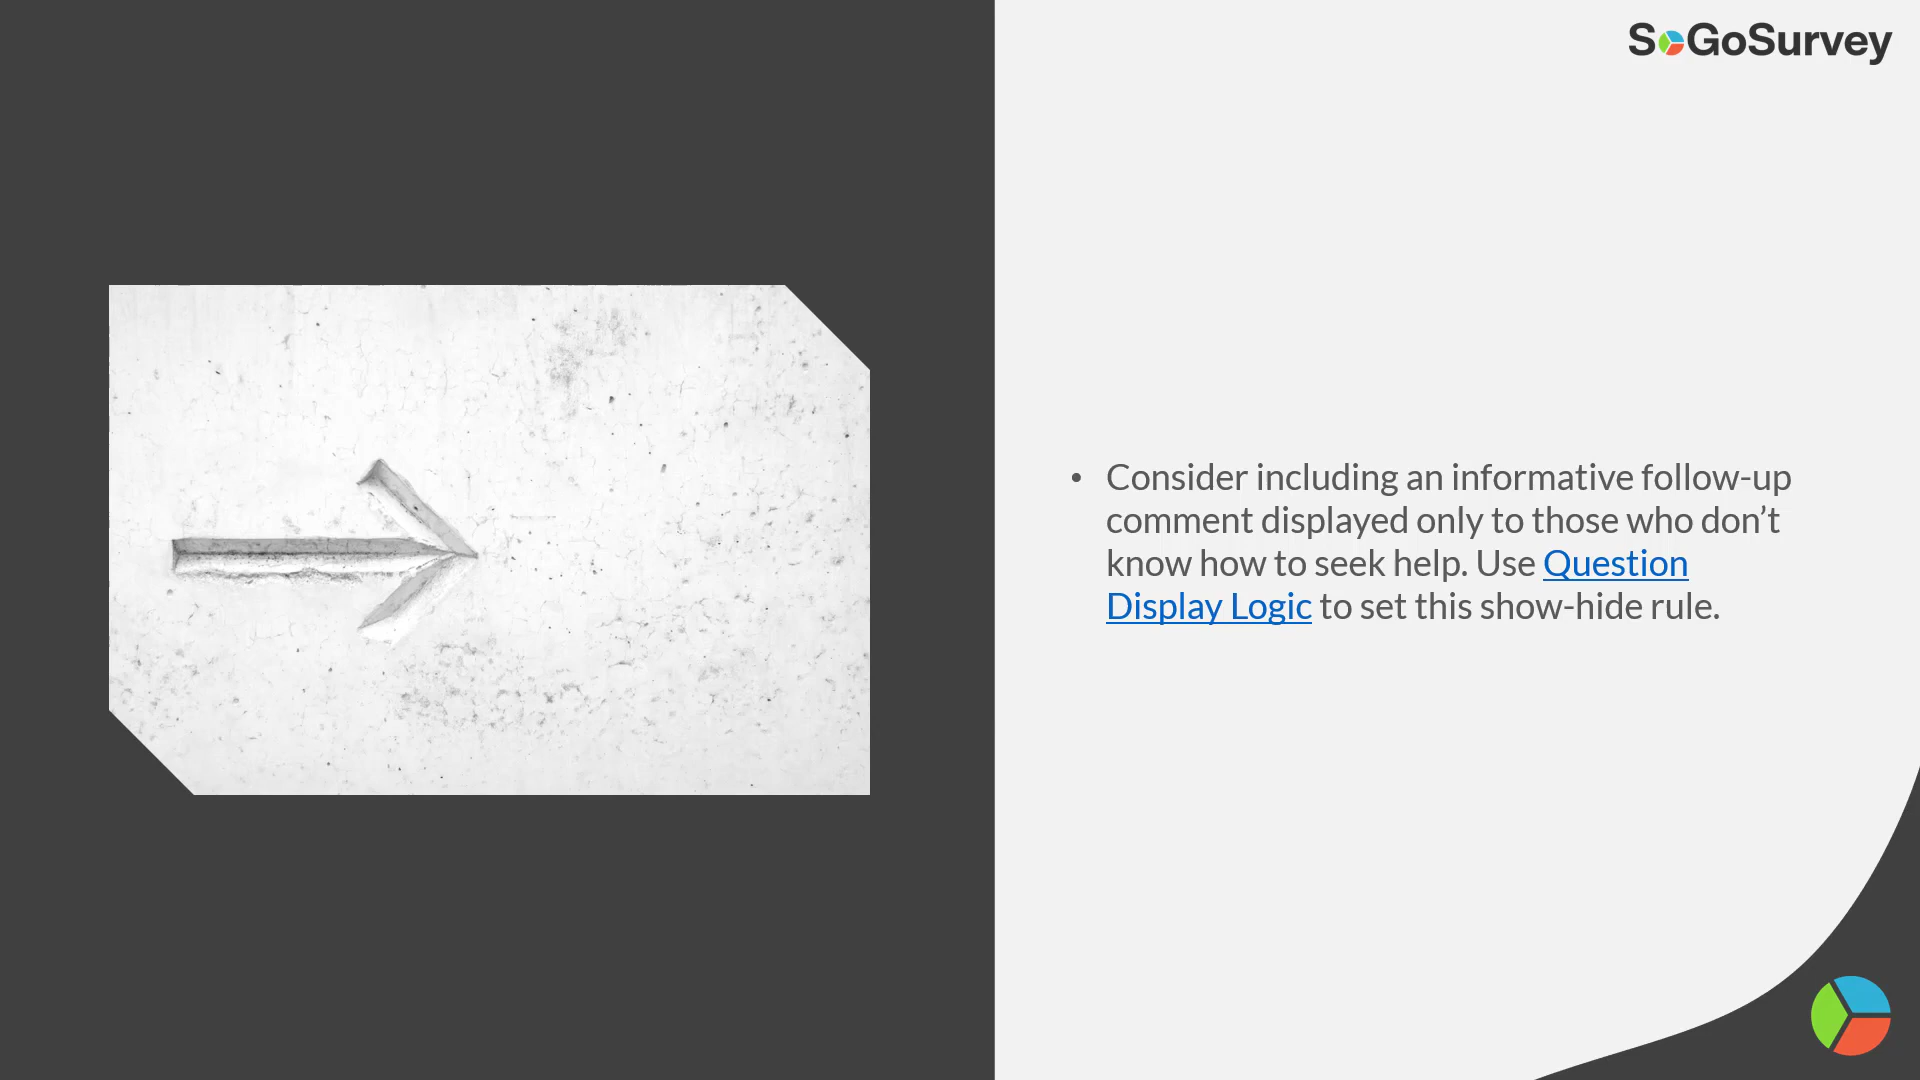 SoGoSurvey
• Consider including an informative follow-up
comment displayed only to those who don’t
know how to seek help. Use Question
Display Logic to set this show-hide rule.